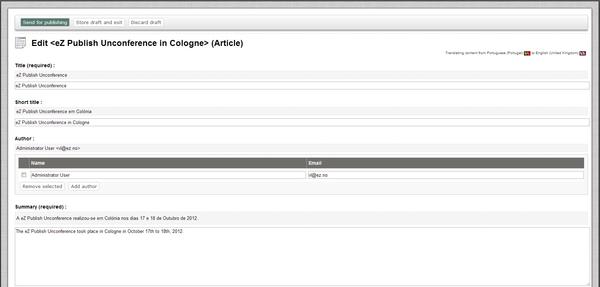 Send for publishing Store draft and exit Discard draft
Edit <eZ Publish Unconference in Cologne> (Article)
Translating content from Portuguese (Portugal) to English (United Kingdom)
Title (required) :
eZ Publish Unconference
eZ Publish Unconference
Short title :
eZ Publish Unconference em Colónia
eZ Publish Unconference in Cologne
Author :
Administrator User <vl@ez.no>
Name Email
Administrator User vl@ez.no
Remove selected Add author
Summary (required) :
A eZ Publish Unconference realizou-se em Colónia nos dias 17 e 18 de Outubro de 2012.
The eZ Publish Unconference took place in Cologne in October 17th to 18th, 2012